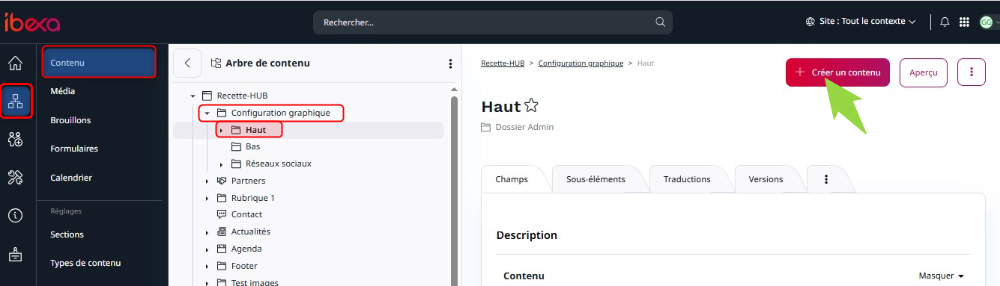 ibexa
Rechercher...
Site : Tout le contexte
GG
Contenu
Média
Brouillons
Formulaires
Calendrier
Réglages
Sections
Types de contenu
Arbre de contenu
Recette-HUB
Configuration graphique
Haut
Bas
Réseaux sociaux
Partners
Rubrique 1
Contact
Actualités
Agenda
Footer
Test images
Recette-HUB > Configuration graphique > Haut
Créer un contenu
Aperçu
Haut
Dossier Admin
Champs
Sous-éléments
Traductions
Versions
Description
Contenu
Masquer